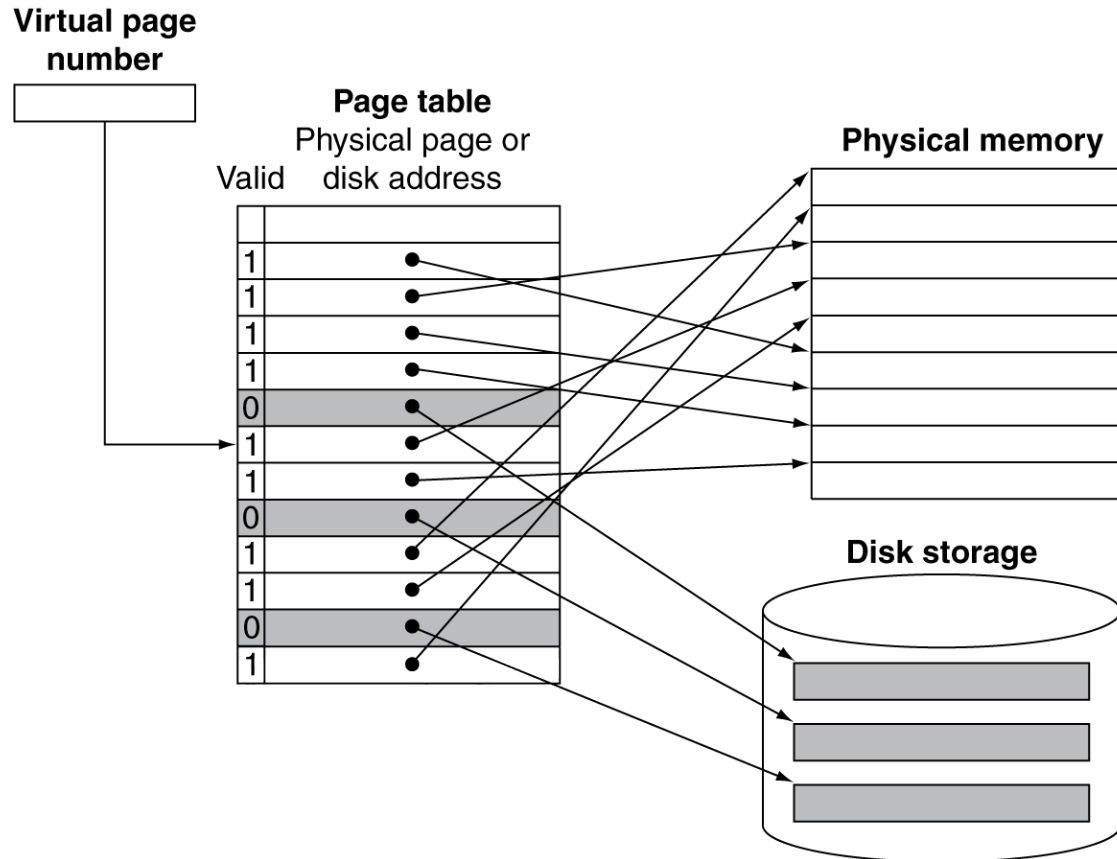 Virtual page
number
Page table
Physical page or
Valid disk address
Physical memory
1
1
1
1
0
1
1
0
1
1
0
1
Disk storage